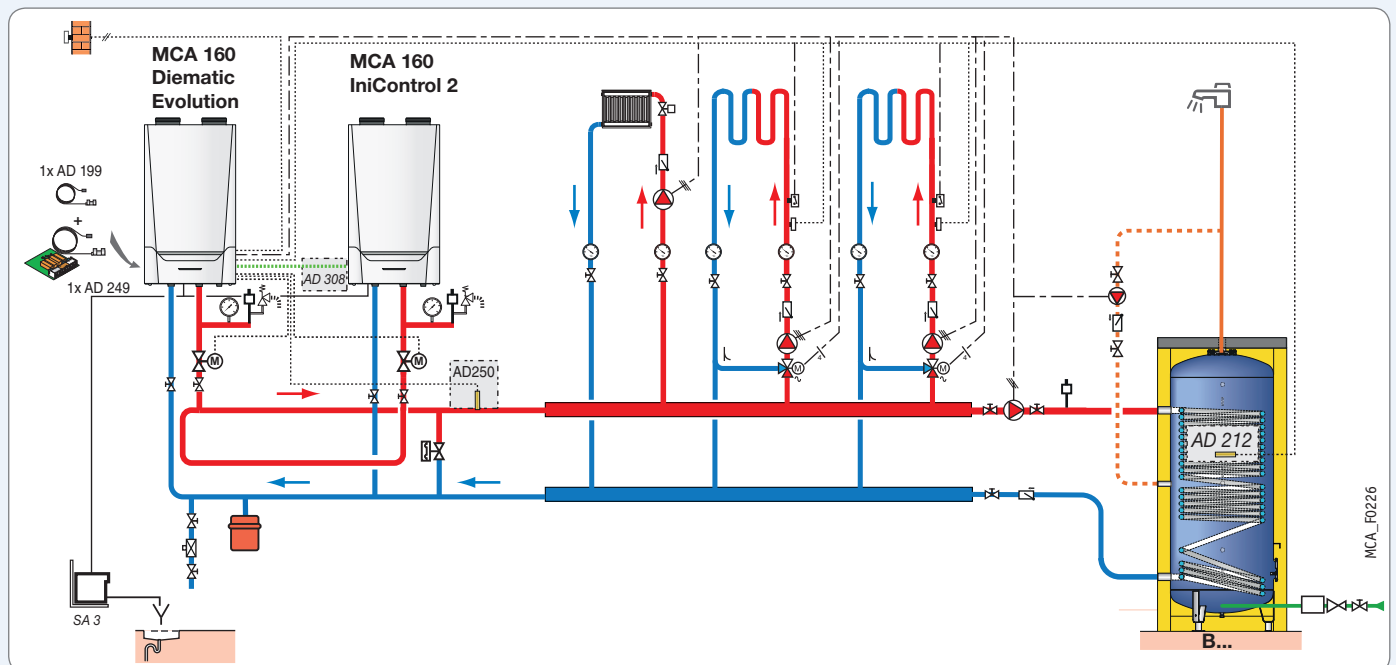 MCA 160
Diematic
Evolution
MCA 160
IniControl 2
1x AD 199
+
1x AD 249
AD 308
M
M
AD250
M
M
AD 212
MCA_F0226
SA 3
B...